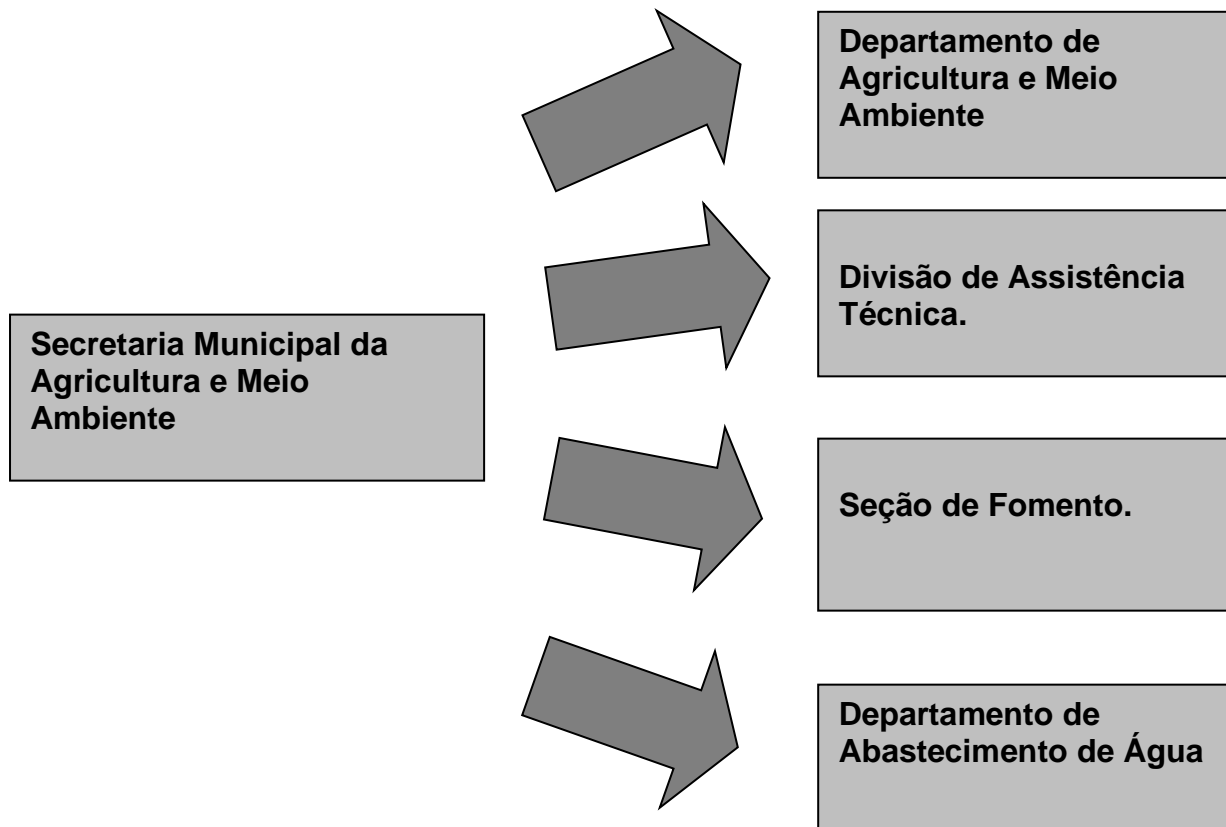 Departamento de
Agricultura e Meio
Ambiente
Divisão de Assistência
Técnica.
Secretaria Municipal da
Agricultura e Meio
Ambiente
Seção de Fomento.
Departamento de
Abastecimento de Água